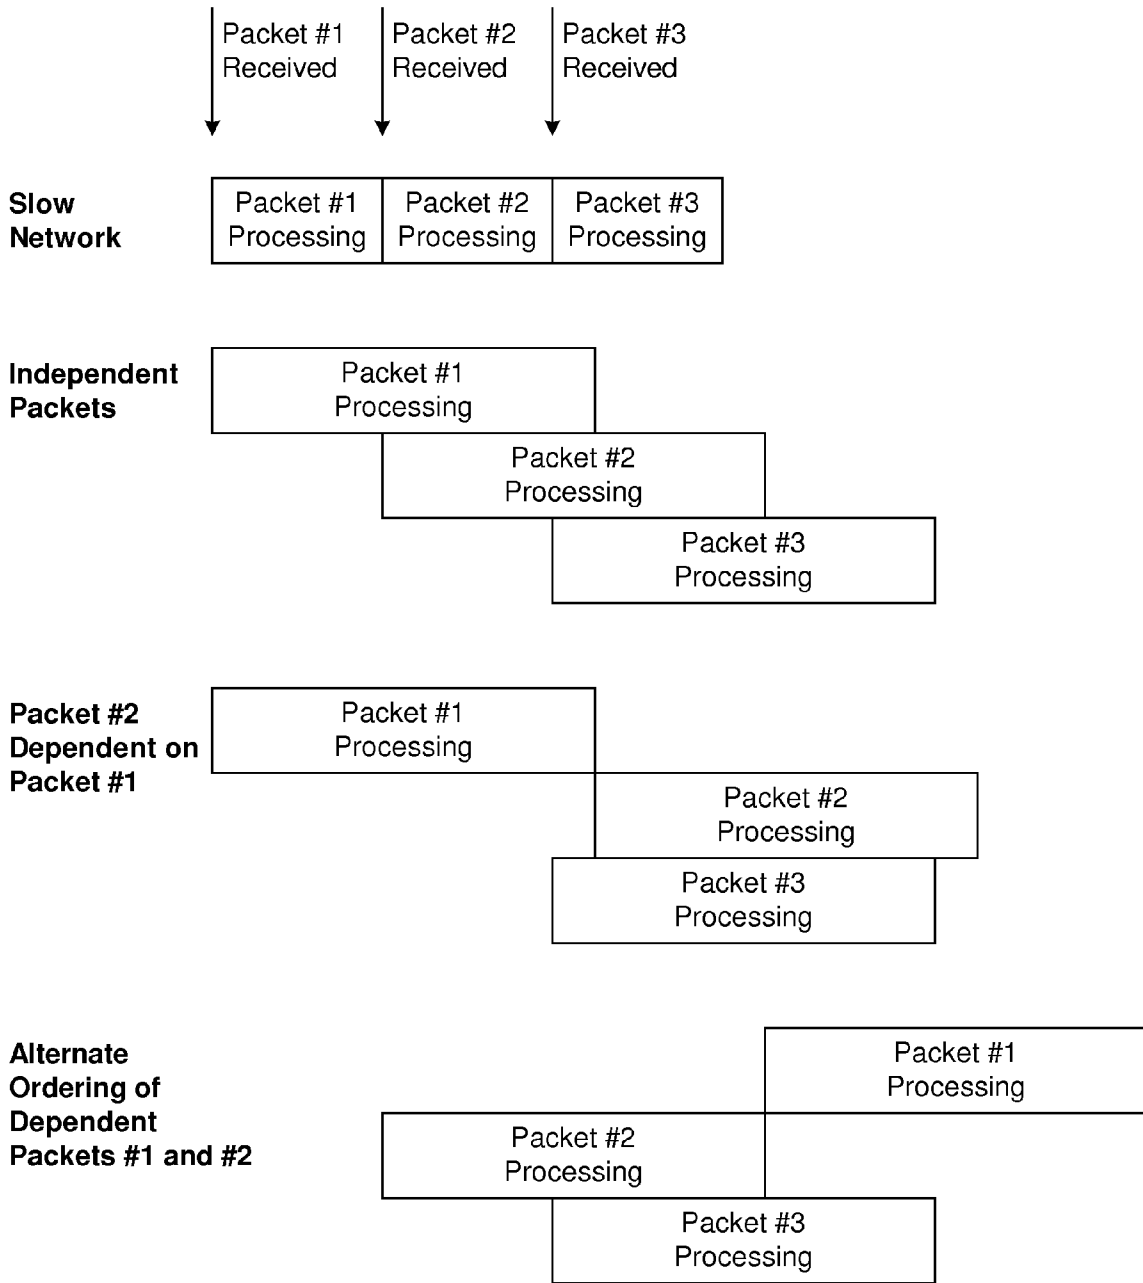 Packet #1
Received
Packet #2
Received
Packet #3
Received
Slow
Network
Packet #1
Processing
Packet #2
Processing
Packet #3
Processing
Independent
Packets
Packet #1
Processing
Packet #2
Processing
Packet #3
Processing
Packet #2
Dependent on
Packet #1
Packet #1
Processing
Packet #2
Processing
Packet #3
Processing
Alternate
Ordering of
Dependent
Packets #1 and #2
Packet #1
Processing
Packet #2
Processing
Packet #3
Processing